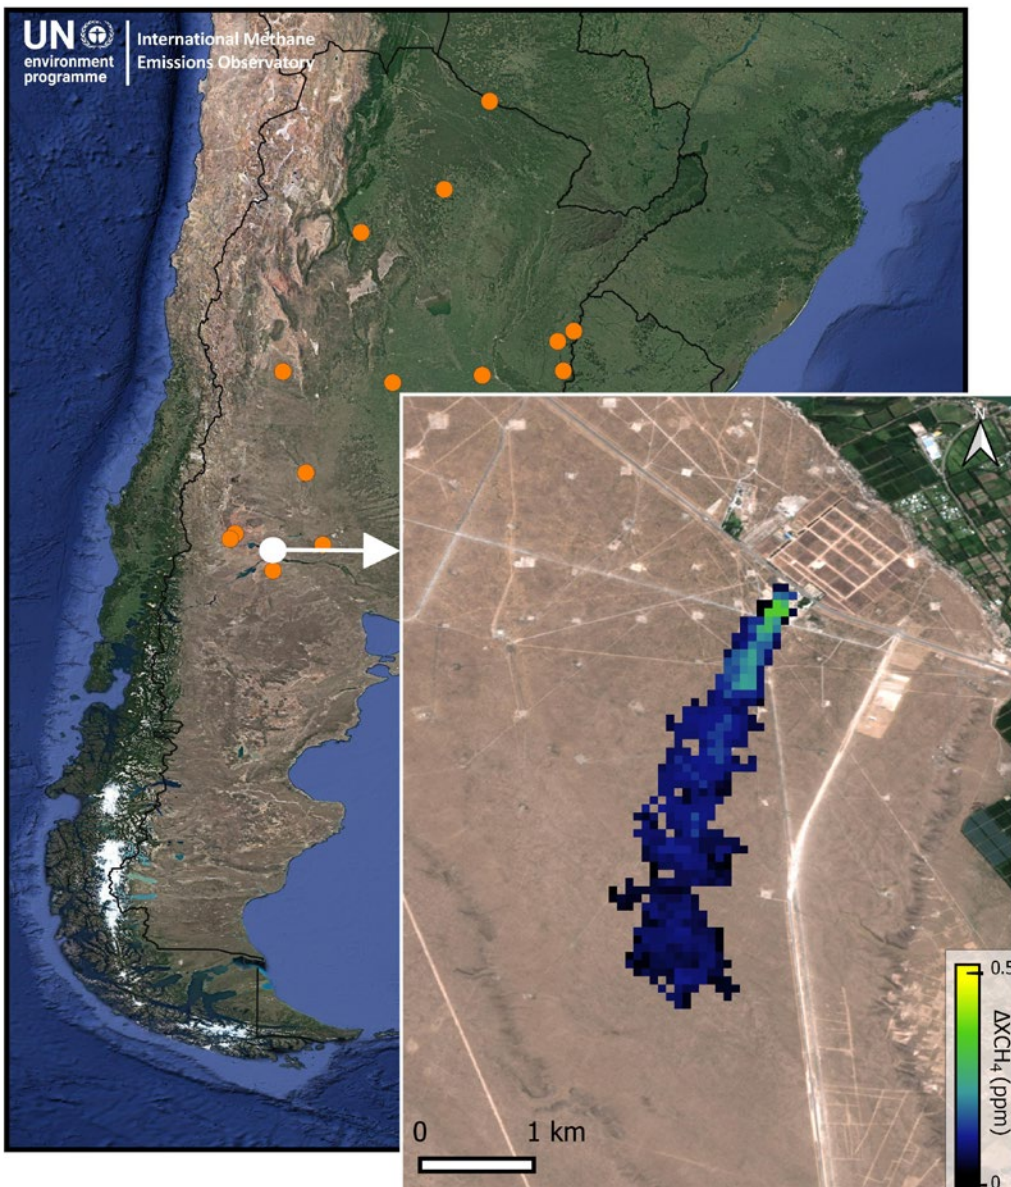 UN
environment
programme
International Methane
Emissions Observatory
N
0.5
ΔXCH₄ (ppm)
0
0 1 km